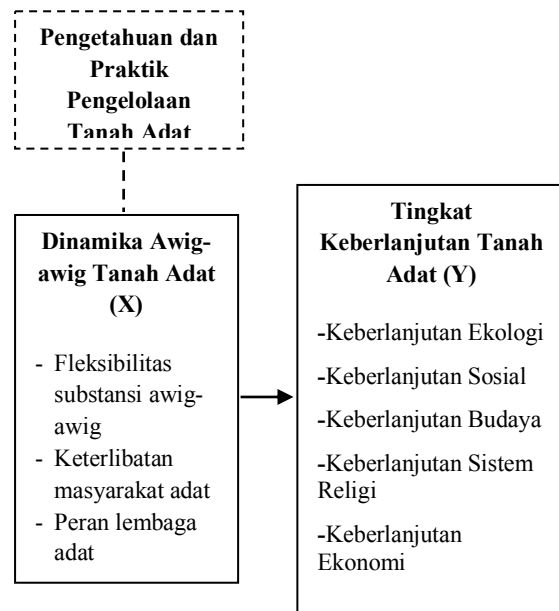 Pengetahuan dan
Praktik
Pengelolaan
Tanah Adat
Dinamika Awig-
awig Tanah Adat
(X)
- Fleksibilitas
substansi awig-
awig
- Keterlibatan
masyarakat adat
- Peran lembaga
adat
Tingkat
Keberlanjutan Tanah
Adat (Y)
-Keberlanjutan Ekologi
-Keberlanjutan Sosial
-Keberlanjutan Budaya
-Keberlanjutan Sistem
Religi
-Keberlanjutan
Ekonomi